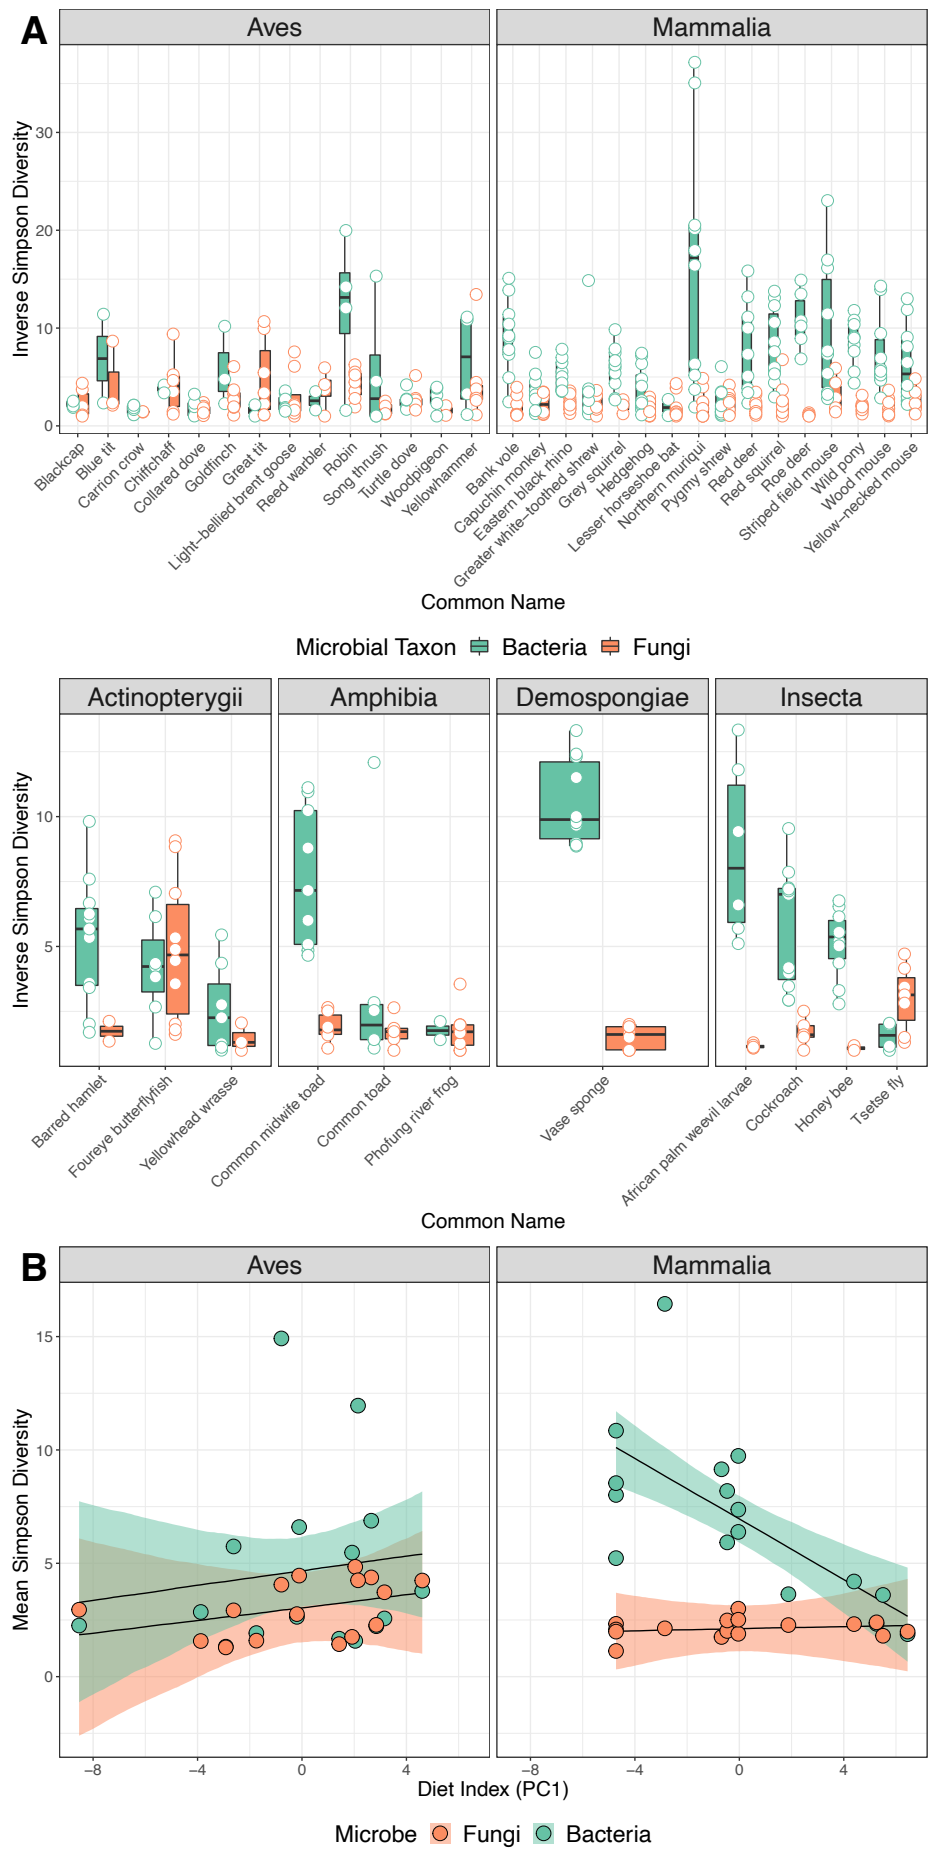 A
Aves
Mammalia
Inverse Simpson Diversity
30
20
10
0
Blackcap
Blue tit
Carrion crow
Chiffchaff
Collared dove
Goldfinch
Great tit
Light−bellied brent goose
Reed warbler
Robin
Song thrush
Turtle dove
Woodpigeon
Yellowhammer
Bank vole
Capuchin monkey
Eastern black rhino
Greater white−toothed shrew
Grey squirrel
Hedgehog
Lesser horseshoe bat
Northern muriqui
Pygmy shrew
Red deer
Red squirrel
Roe deer
Striped field mouse
Wild pony
Wood mouse
Yellow−necked mouse
Common Name
Microbial Taxon Bacteria Fungi
Actinopterygii
Amphibia
Demospongiae
Insecta
Inverse Simpson Diversity
10
5
Barred hamlet
Foureye butterflyfish
Yellowhead wrasse
Common midwife toad
Common toad
Phofung river frog
Vase sponge
African palm weevil larvae
Cockroach
Honey bee
Tsetse fly
Common Name
B
Aves
Mammalia
Mean Simpson Diversity
15
10
5
0
−8 −4 0 4
−8 −4 0 4
Diet Index (PC1)
Microbe Fungi Bacteria